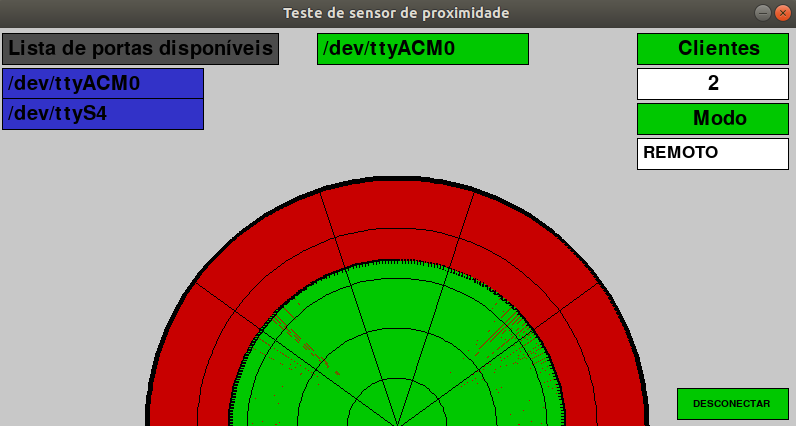 Teste de sensor de proximidade
Lista de portas disponíveis
/dev/ttyACM0
Clientes
/dev/ttyACM0
/dev/ttyS4
2
Modo
REMOTO
DESCONECTAR